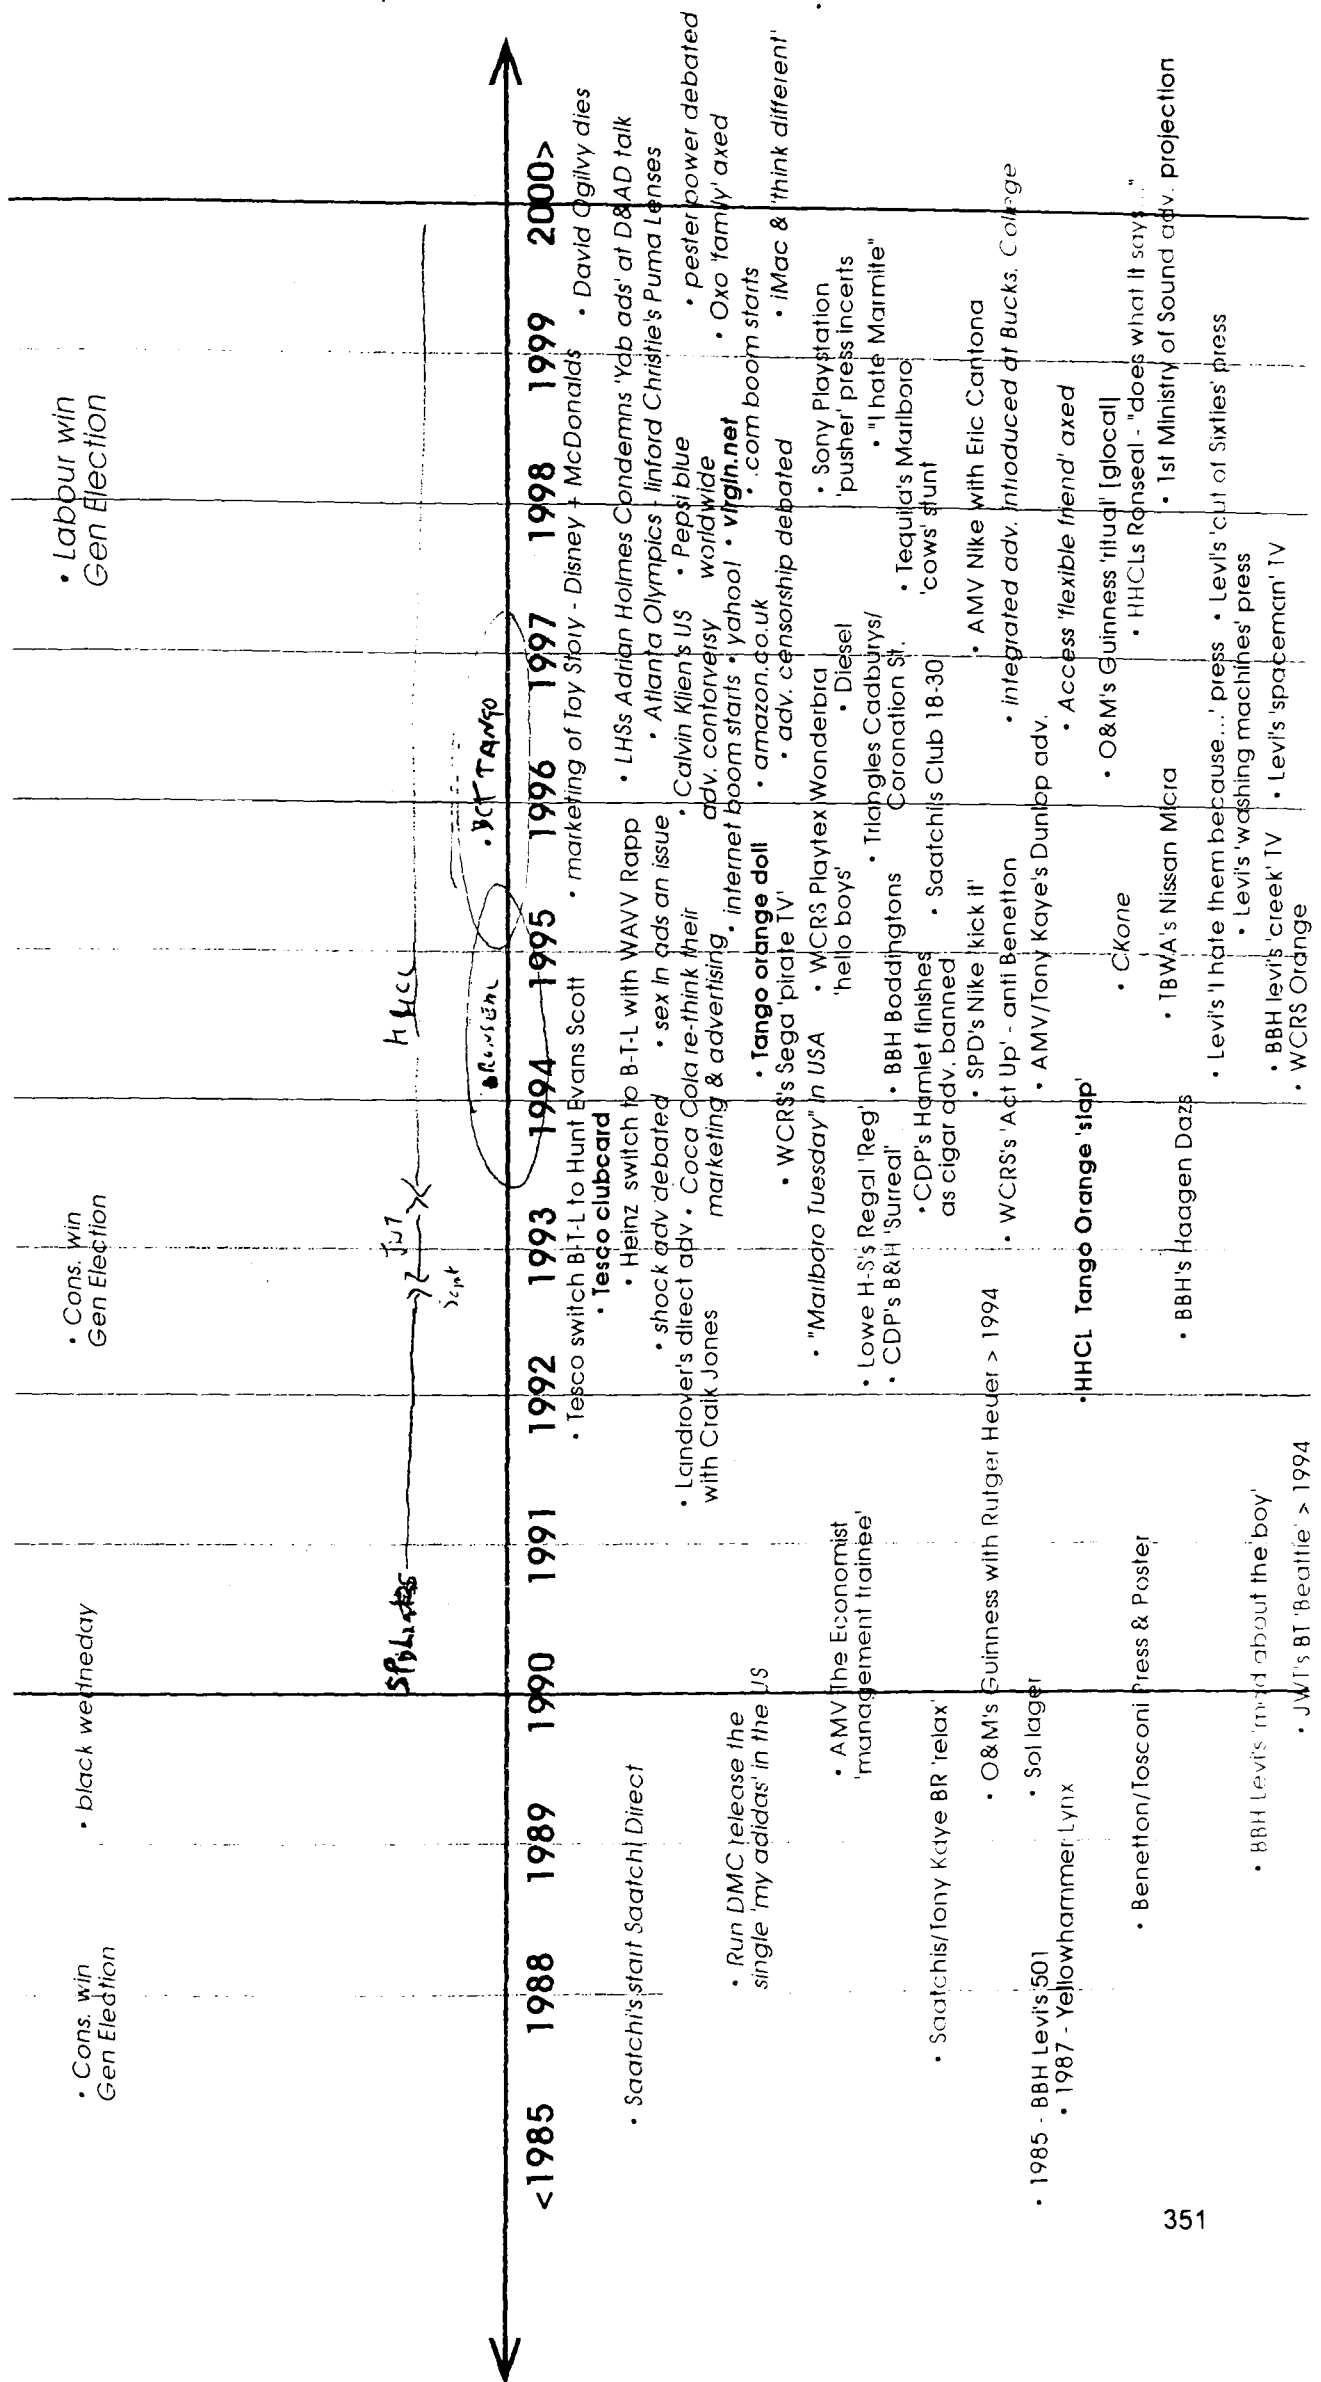 • Cons. win
Gen Election
• black wedneday
• Cons. win
Gen Election
• Labour win
Gen Election
JWT
HHCL
BRONSEAL
• BCT TANGO
<1985 1988 1989 1990 1991 1992 1993 1994 1995 1996 1997 1998 1999 2000>
• Tesco switch B-T-L to Hunt Evans Scott
• marketing of Toy Story - Disney + McDonalds
• David Ogilvy dies
• Tesco clubcard
• Saatchi's start Saatchi Direct
• Heinz switch to B-T-L with WAVV Rapp
• LHSs Adrian Holmes Condemns 'Yob ads' at D&AD talk
• shock adv debated
• sex in ads an issue
• Atlanta Olympics - linford Christie's Puma Lenses
• Landrover's direct adv
with Craik Jones
• Coca Cola re-think their
marketing & advertising
• Calvin Klien's US
adv. contorversy
• Pepsi blue
worldwide
• pester power debated
• Oxo 'family' axed
• internet boom starts • yahoo! • virgin.net
• .com boom starts
• Run DMC release the
single 'my adidas' in the US
• Tango orange doll
• amazon.co.uk
• iMac & 'think different'
• WCRS's Sega 'pirate TV'
• adv. censorship debated
• "Mailboro Tuesday" in USA
• WCRS Playtex Wonderbra
'hello boys'
• Diesel
• Sony Playstation
'pusher' press incerts
• AMV The Economist
'management trainee'
• Lowe H-S's Regal 'Reg'
• CDP's B&H 'Surreal'
• BBH Boddingtons
• Triangles Cadburys/
Coronation St.
• "I hate Marmite"
• Tequila's Marlboro
'cows' stunt
• Saatchis/Tony Kaye BR 'relax'
• CDP's Hamlet finishes
as cigar adv. banned
• Saatchis Club 18-30
• SPD's Nike 'kick it'
• AMV Nike with Eric Cantona
• O&M's Guinness with Rutger Heuer > 1994
• WCRS's 'Act Up' - anti Benetton
• integrated adv. introduced at Bucks. College
• 1985 - BBH Levi's 501
• Sol lager
• AMV/Tony Kaye's Dunlop adv.
• Access 'flexible friend' axed
• 1987 - Yellowhammer Lynx
• HHCL Tango Orange 'slap'
• O&M's Guinness 'ritual' [glocal]
• CKone
• HHCLs Ronseal - "does what it says..."
• Benetton/Tosconi Press & Poster
• TBWA's Nissan Micra
• 1st Ministry of Sound adv. projection
• BBH's Haagen Dazs
• Levi's 'I hate them because...' press
• Levi's 'cut at Sixties' press
• Levi's 'washing machines' press
• BBH Levi's 'mad about the boy'
• BBH levi's 'creek' TV
• Levi's 'spaceman' TV
• JWT's BT 'Beattie' > 1994
• WCRS Orange
351